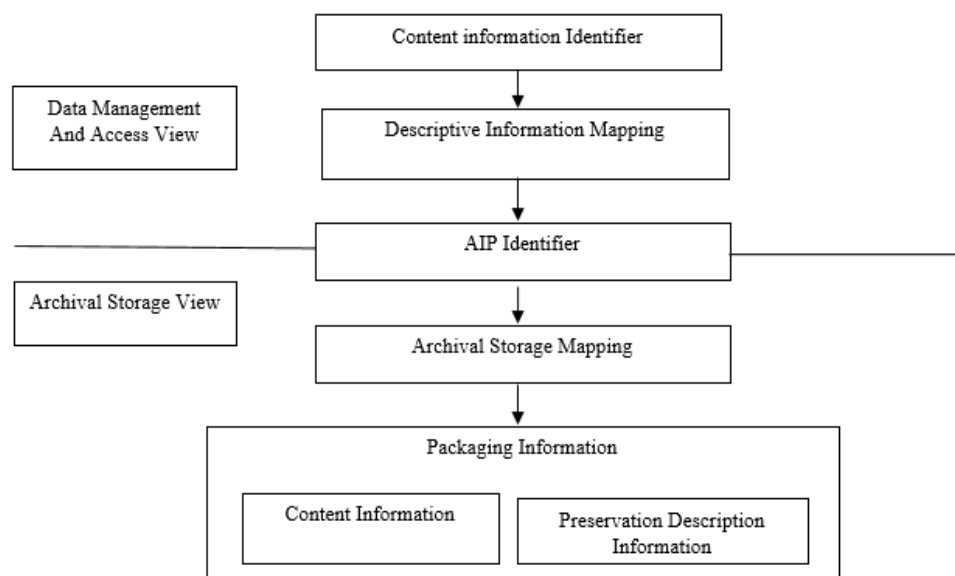 Content information Identifier
Data Management
And Access View
Descriptive Information Mapping
AIP Identifier
Archival Storage View
Archival Storage Mapping
Packaging Information
Content Information
Preservation Description
Information